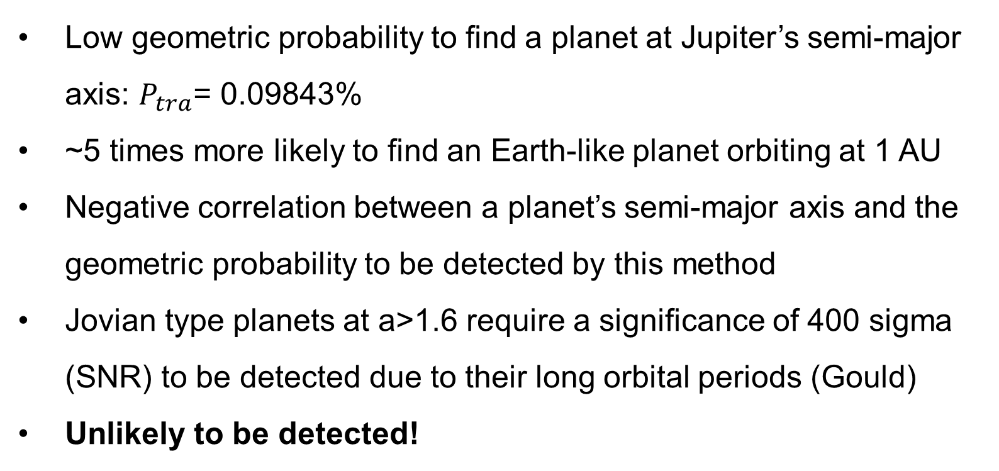 • Low geometric probability to find a planet at Jupiter’s semi-major
axis: 𝑃𝑡𝑟𝑎= 0.09843%
• ~5 times more likely to find an Earth-like planet orbiting at 1 AU
• Negative correlation between a planet’s semi-major axis and the
geometric probability to be detected by this method
• Jovian type planets at a>1.6 require a significance of 400 sigma
(SNR) to be detected due to their long orbital periods (Gould)
• Unlikely to be detected!